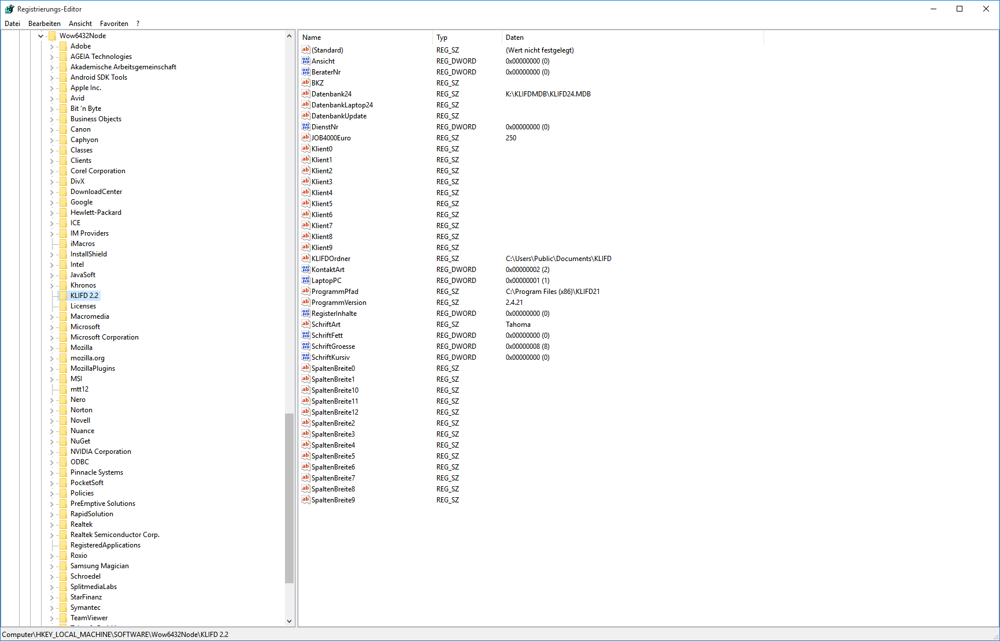 Registrierungs-Editor
Datei Bearbeiten Ansicht Favoriten ?
Wow6432Node
Adobe
AGEIA Technologies
Akademische Arbeitsgemeinschaft
Android SDK Tools
Apple Inc.
Avid
Bit 'n Byte
Business Objects
Canon
Caphyon
Classes
Clients
Corel Corporation
DivX
DownloadCenter
Google
Hewlett-Packard
ICE
IM Providers
iMacros
InstallShield
Intel
JavaSoft
Khronos
KLIFD 2.2
Licenses
Macromedia
Microsoft
Microsoft Corporation
Mozilla
mozilla.org
MozillaPlugins
MSI
mtt12
Nero
Norton
Novell
Nuance
NuGet
NVIDIA Corporation
ODBC
Pinnacle Systems
PocketSoft
Policies
PreEmptive Solutions
RapidSolution
Realtek
Realtek Semiconductor Corp.
RegisteredApplications
Roxio
Samsung Magician
Schroedel
SplitmediaLabs
StarFinanz
Symantec
TeamViewer
Name Typ Daten
(Standard) REG_SZ (Wert nicht festgelegt)
Ansicht REG_DWORD 0x00000000 (0)
BeraterNr REG_DWORD 0x00000000 (0)
BKZ REG_SZ
Datenbank24 REG_SZ K:\KLIFDMDB\KLIFD24.MDB
DatenbankLaptop24 REG_SZ
DatenbankUpdate REG_SZ
DienstNr REG_DWORD 0x00000000 (0)
JOB4000Euro REG_SZ 250
Klient0 REG_SZ
Klient1 REG_SZ
Klient2 REG_SZ
Klient3 REG_SZ
Klient4 REG_SZ
Klient5 REG_SZ
Klient6 REG_SZ
Klient7 REG_SZ
Klient8 REG_SZ
Klient9 REG_SZ
KLIFDOrdner REG_SZ C:\Users\Public\Documents\KLIFD
KontaktArt REG_DWORD 0x00000002 (2)
LaptopPC REG_DWORD 0x00000001 (1)
ProgrammPfad REG_SZ C:\Program Files (x86)\KLIFD21
ProgrammVersion REG_SZ 2.4.21
RegisterInhalte REG_DWORD 0x00000000 (0)
SchriftArt REG_SZ Tahoma
SchriftFett REG_DWORD 0x00000000 (0)
SchriftGroesse REG_DWORD 0x00000008 (8)
SchriftKursiv REG_DWORD 0x00000000 (0)
SpaltenBreite0 REG_SZ
SpaltenBreite1 REG_SZ
SpaltenBreite10 REG_SZ
SpaltenBreite11 REG_SZ
SpaltenBreite12 REG_SZ
SpaltenBreite2 REG_SZ
SpaltenBreite3 REG_SZ
SpaltenBreite4 REG_SZ
SpaltenBreite5 REG_SZ
SpaltenBreite6 REG_SZ
SpaltenBreite7 REG_SZ
SpaltenBreite8 REG_SZ
SpaltenBreite9 REG_SZ
Computer\HKEY_LOCAL_MACHINE\SOFTWARE\Wow6432Node\KLIFD 2.2